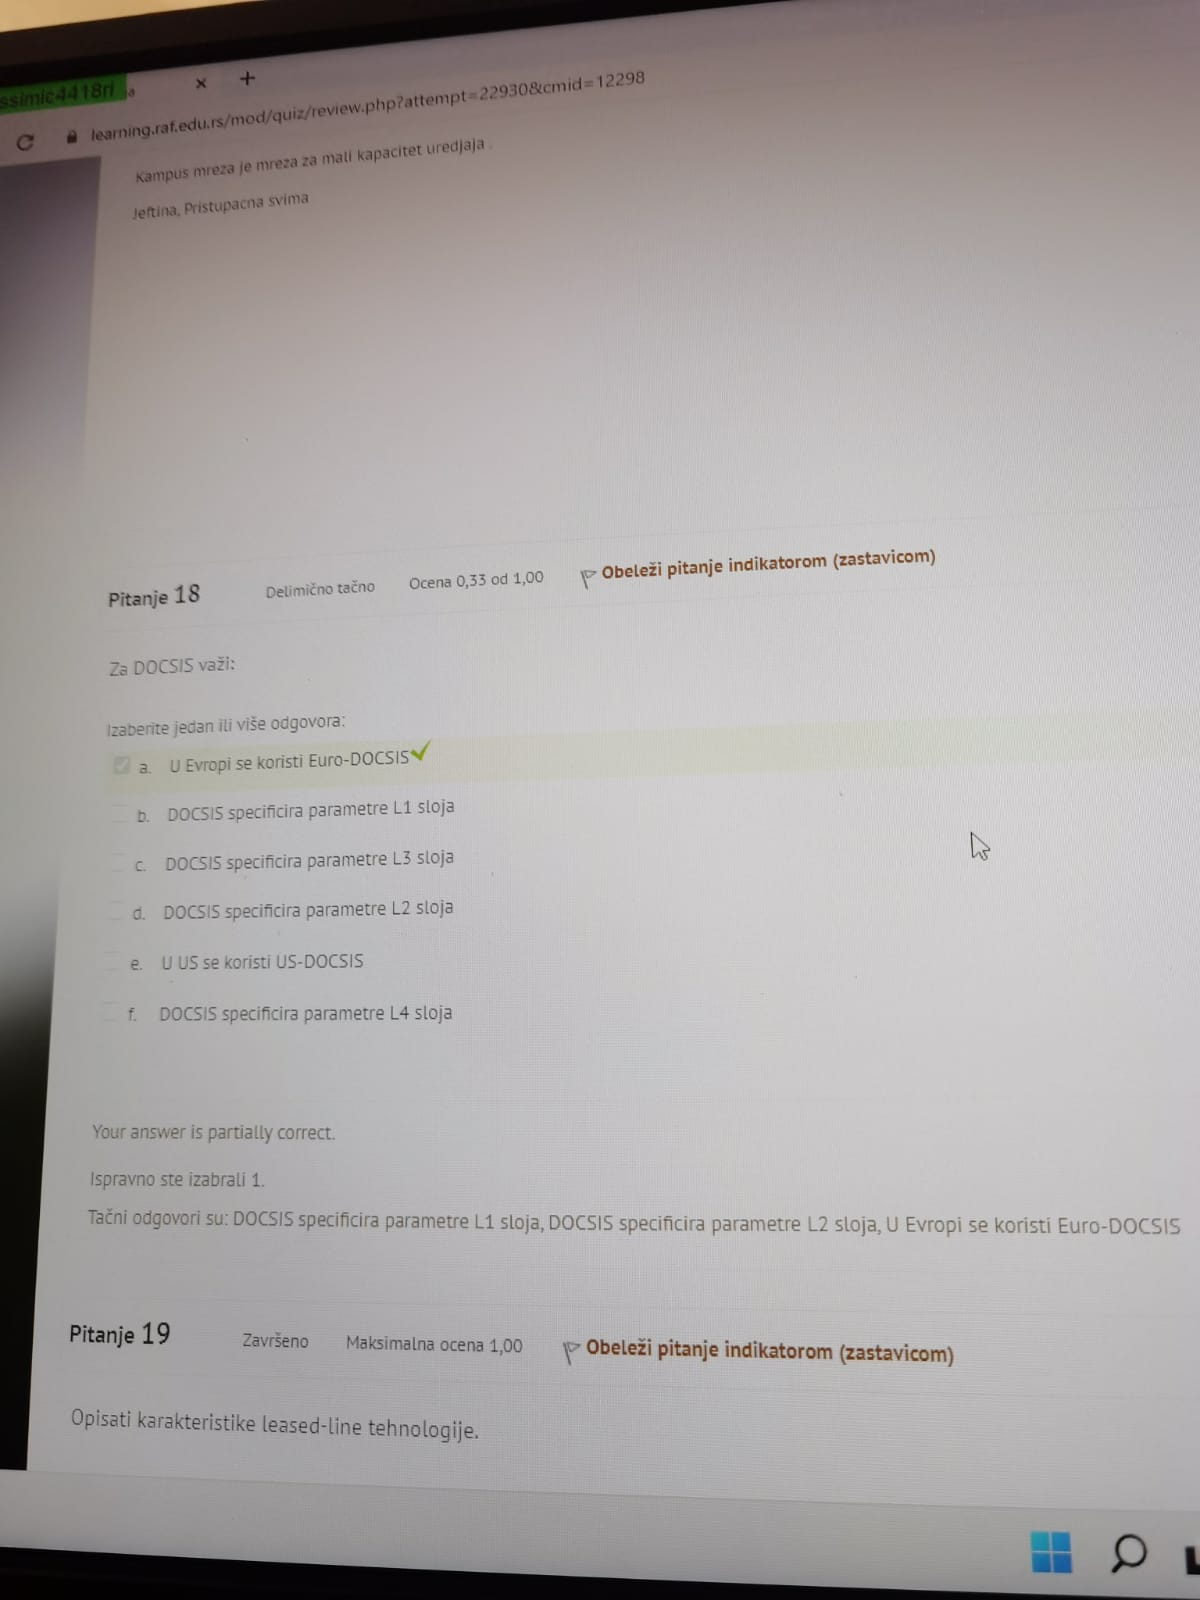 ssimic4418ri
learning.raf.edu.rs/mod/quiz/review.php?attempt=22930&cmid=12298
Kampus mreza je mreza za mali kapacitet uredjaja .
Jeftina, Pristupacna svima
Pitanje 18 Delimično tačno Ocena 0,33 od 1,00 Obeleži pitanje indikatorom (zastavicom)
Za DOCSIS važi:
Izaberite jedan ili više odgovora:
a. U Evropi se koristi Euro-DOCSIS
b. DOCSIS specificira parametre L1 sloja
c. DOCSIS specificira parametre L3 sloja
d. DOCSIS specificira parametre L2 sloja
e. U US se koristi US-DOCSIS
f. DOCSIS specificira parametre L4 sloja
Your answer is partially correct.
Ispravno ste izabrali 1.
Tačni odgovori su: DOCSIS specificira parametre L1 sloja, DOCSIS specificira parametre L2 sloja, U Evropi se koristi Euro-DOCSIS
Pitanje 19 Završeno Maksimalna ocena 1,00 Obeleži pitanje indikatorom (zastavicom)
Opisati karakteristike leased-line tehnologije.